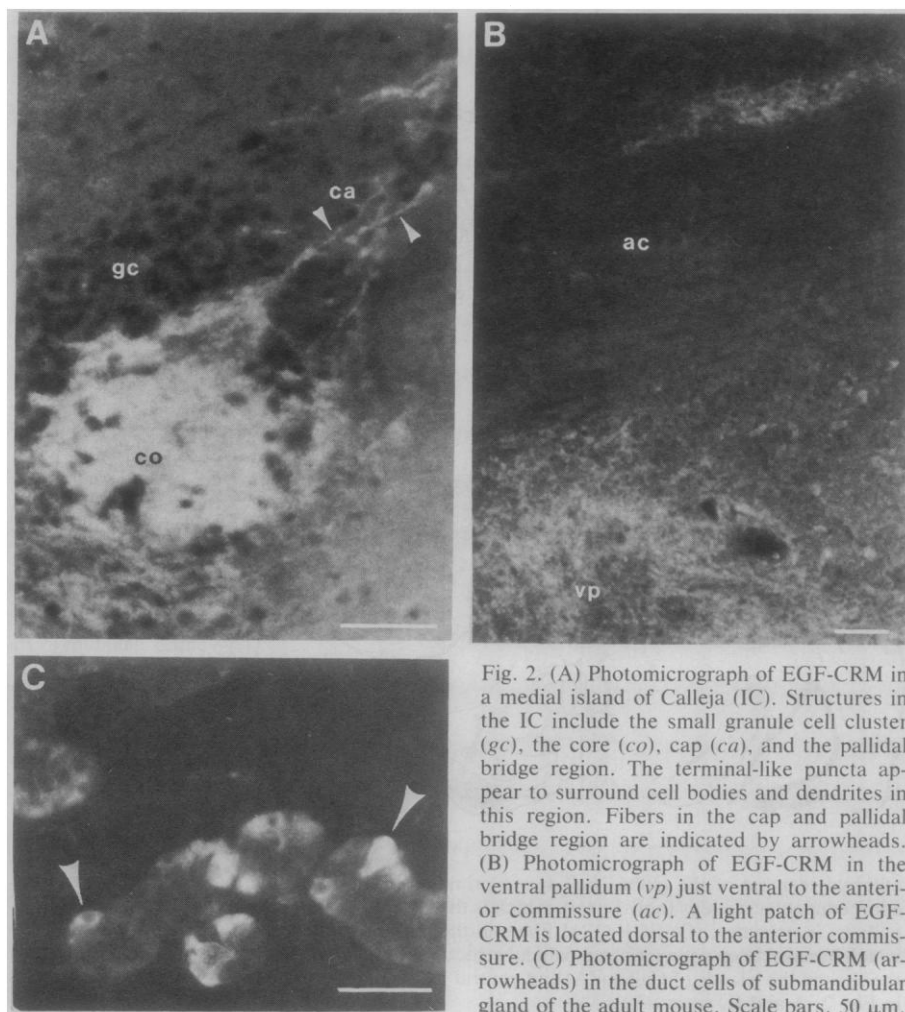 A
B
ca
gc
ac
co
vp
C
Fig. 2. (A) Photomicrograph of EGF-CRM in
a medial island of Calleja (IC). Structures in
the IC include the small granule cell cluster
(gc), the core (co), cap (ca), and the pallidal
bridge region. The terminal-like puncta ap-
pear to surround cell bodies and dendrites in
this region. Fibers in the cap and pallidal
bridge region are indicated by arrowheads.
(B) Photomicrograph of EGF-CRM in the
ventral pallidum (vp) just ventral to the anteri-
or commissure (ac). A light patch of EGF-
CRM is located dorsal to the anterior commis-
sure. (C) Photomicrograph of EGF-CRM (ar-
rowheads) in the duct cells of submandibular
gland of the adult mouse. Scale bars, 50 μm.